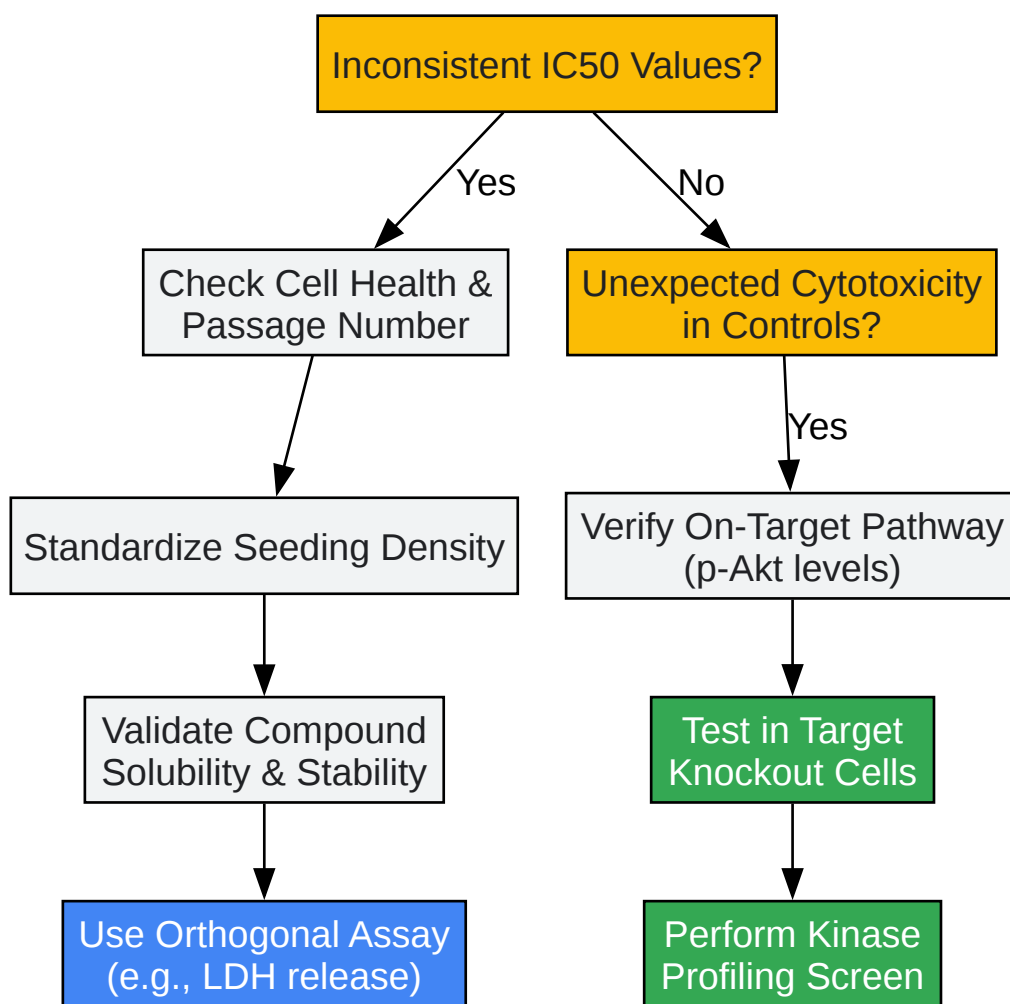 Inconsistent IC50 Values?
Yes
No
Check Cell Health &
Passage Number
Unexpected Cytotoxicity
in Controls?
Yes
Standardize Seeding Density
Verify On-Target Pathway
(p-Akt levels)
Validate Compound
Solubility & Stability
Test in Target
Knockout Cells
Use Orthogonal Assay
(e.g., LDH release)
Perform Kinase
Profiling Screen